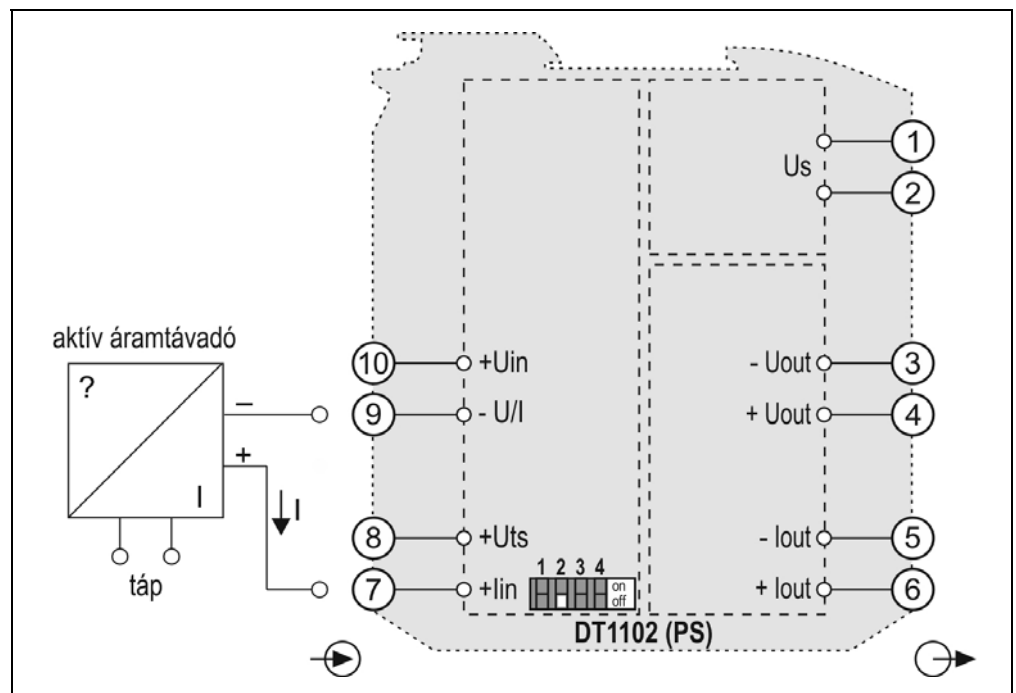 1
Us
2
aktív áramtávadó
?
–
+
I
I
táp
10 +Uin
9 - U/I
8 +Uts
7 +Iin
- Uout 3
+ Uout 4
- Iout 5
+ Iout 6
1 2 3 4
on
off
DT1102 (PS)